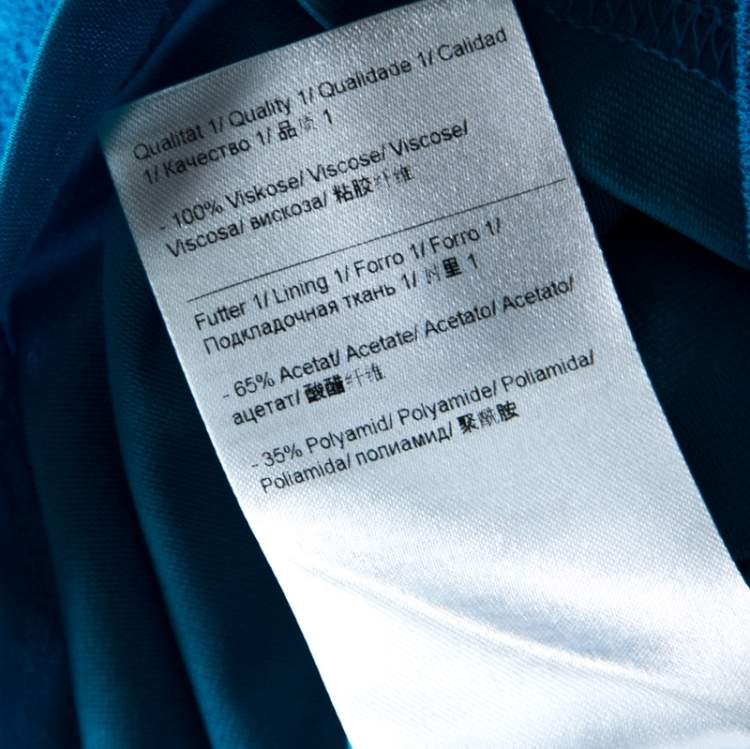 Qualitat 1/ Quality 1/ Qualidade 1/ Calidad
1/ Качество 1/ 品质 1
- 100% Viskose/ Viscose/ Viscose/
Viscosa/ вискоза/ 粘胶纤维
Futter 1/ Lining 1/ Forro 1/ Forro 1/
Подкладочная ткань 1/ 衬里 1
- 65% Acetat/ Acetate/ Acetato/ Acetato/
ацетат/ 酸醋纤维
- 35% Polyamid/ Polyamide/ Poliamida/
Poliamida/ полиамид/ 聚酰胺